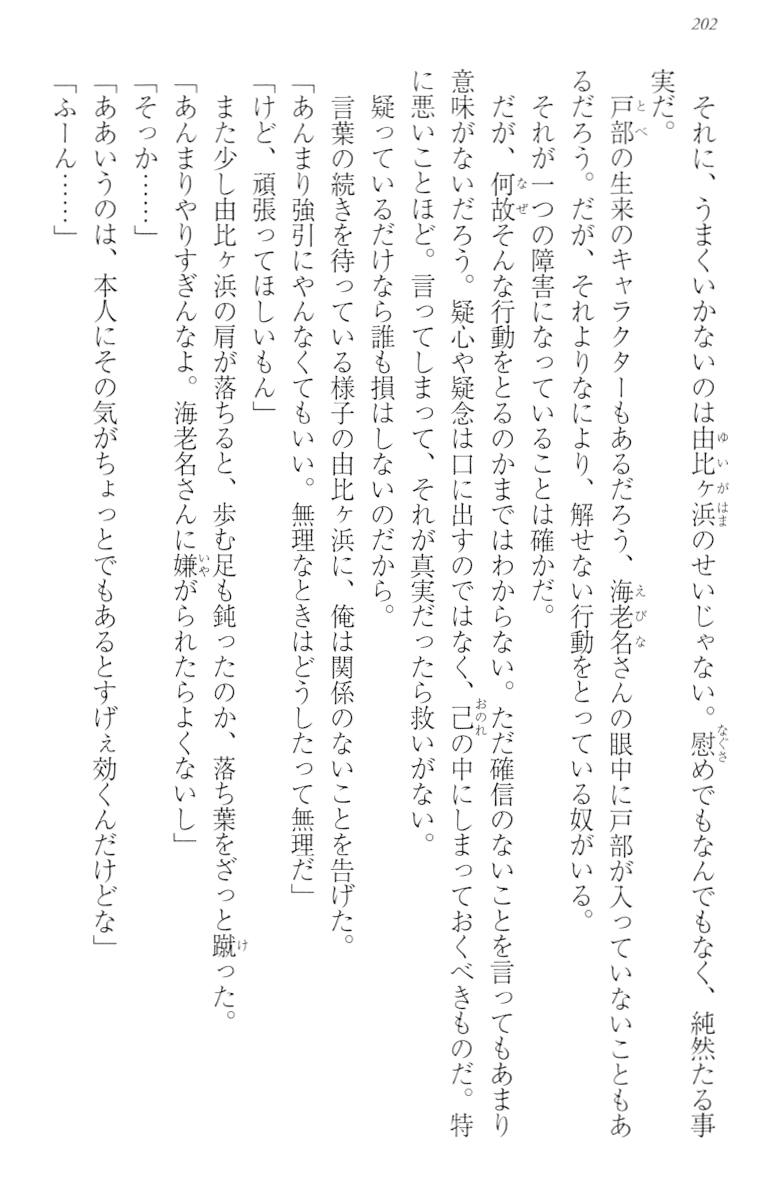 202
それに、うまくいかないのは由比ヶ浜のせいじゃない。慰めでもなんでもなく、純然たる事
実だ。
戸部の生来のキャラクターもあるだろう、海老名さんの眼中に戸部が入っていないこともあ
るだろう。だが、それよりなにより、解せない行動をとっている奴がいる。
それが一つの障害になっていることは確かだ。
だが、何故そんな行動をとるのかまではわからない。ただ確信のないことを言ってもあまり
意味がないだろう。疑心や疑念は口に出すのではなく、己の中にしまっておくべきものだ。特
に悪いことほど。言ってしまって、それが真実だったら救いがない。
疑っているだけなら誰も損はしないのだから。
言葉の続きを待っている様子の由比ヶ浜に、俺は関係のないことを告げた。
「あんまり強引にやんなくてもいい。無理なときはどうしたって無理だ」
「けど、頑張ってほしいもん」
また少し由比ヶ浜の肩が落ちると、歩む足も鈍ったのか、落ち葉をざっと蹴った。
「あんまりやりすぎんなよ。海老名さんに嫌がられたらよくないし」
「そっか……」
「ああいうのは、本人にその気がちょっとでもあるとすげぇ効くんだけどな」
「ふーん……」